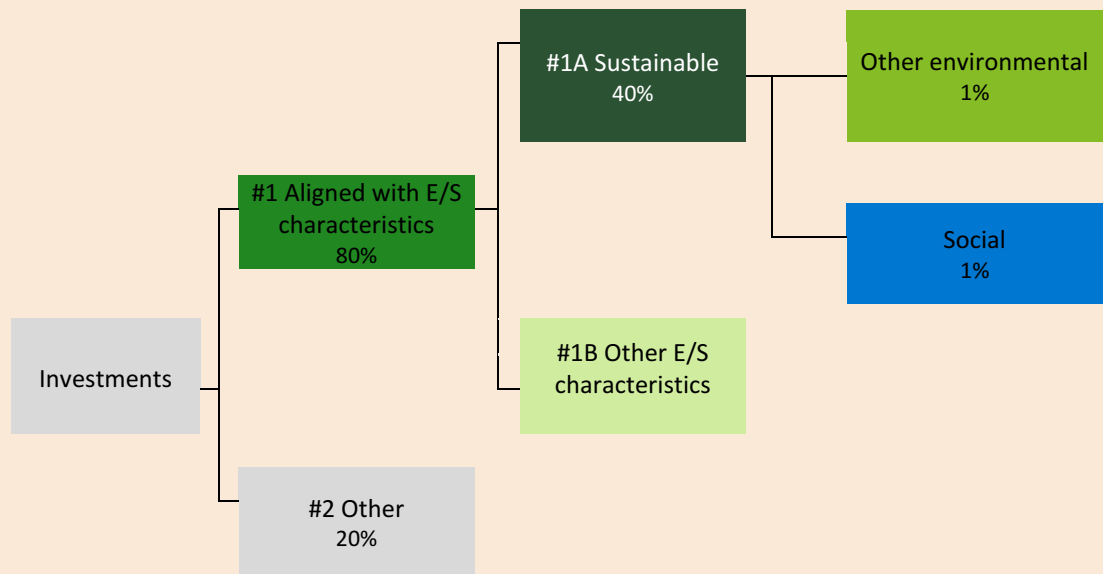 Investments
#1 Aligned with E/S
characteristics
80%
#2 Other
20%
#1A Sustainable
40%
#1B Other E/S
characteristics
Other environmental
1%
Social
1%